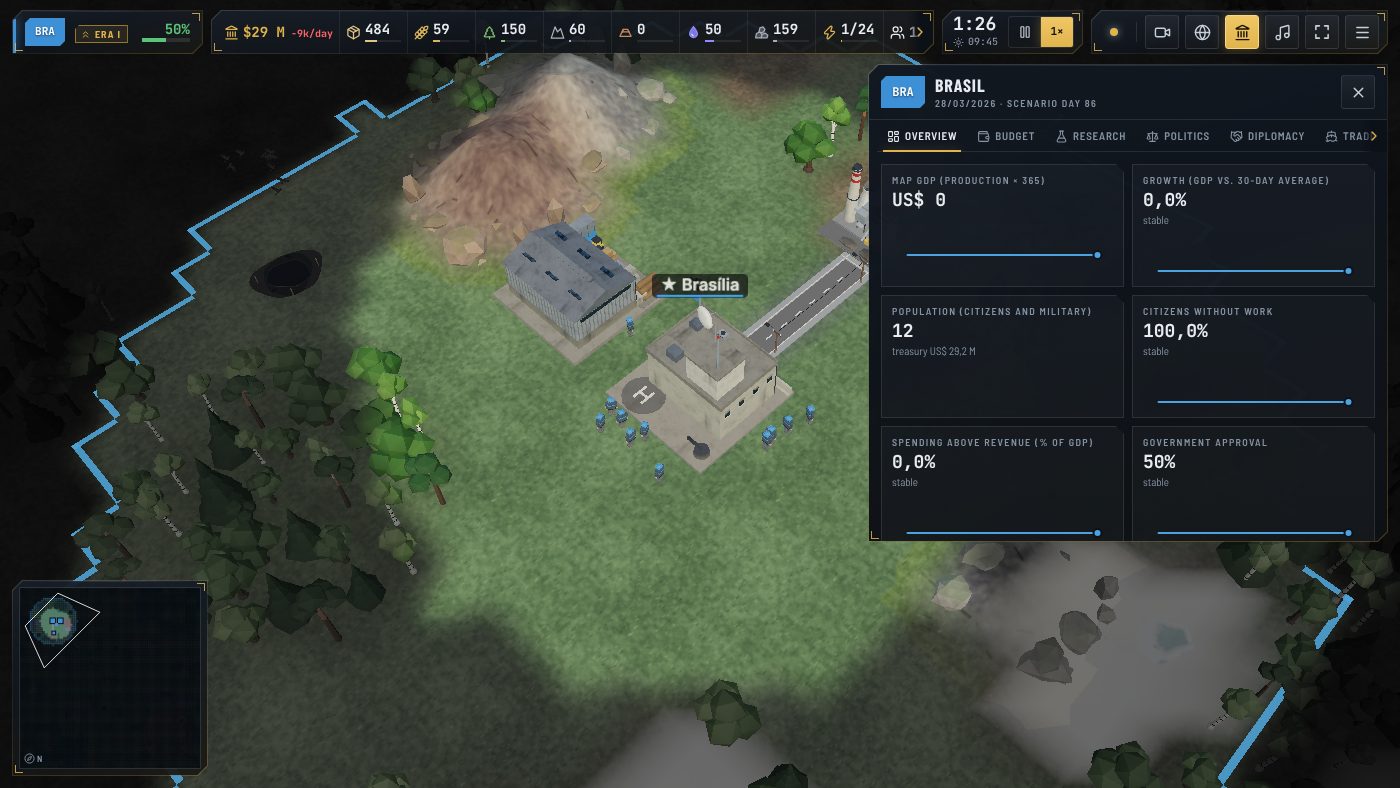 BRA
ERA I
50%
$29 M -9k/day
484
59
150
60
0
50
159
1/24
1:26
09:45
1×
BRA
BRASIL
28/03/2026 · SCENARIO DAY 86
OVERVIEW
BUDGET
RESEARCH
POLITICS
DIPLOMACY
TRAD
MAP GDP (PRODUCTION × 365)
US$ 0
GROWTH (GDP VS. 30-DAY AVERAGE)
0,0%
stable
POPULATION (CITIZENS AND MILITARY)
12
treasury US$ 29,2 M
CITIZENS WITHOUT WORK
100,0%
stable
SPENDING ABOVE REVENUE (% OF GDP)
0,0%
stable
GOVERNMENT APPROVAL
50%
stable
★ Brasília
H
N